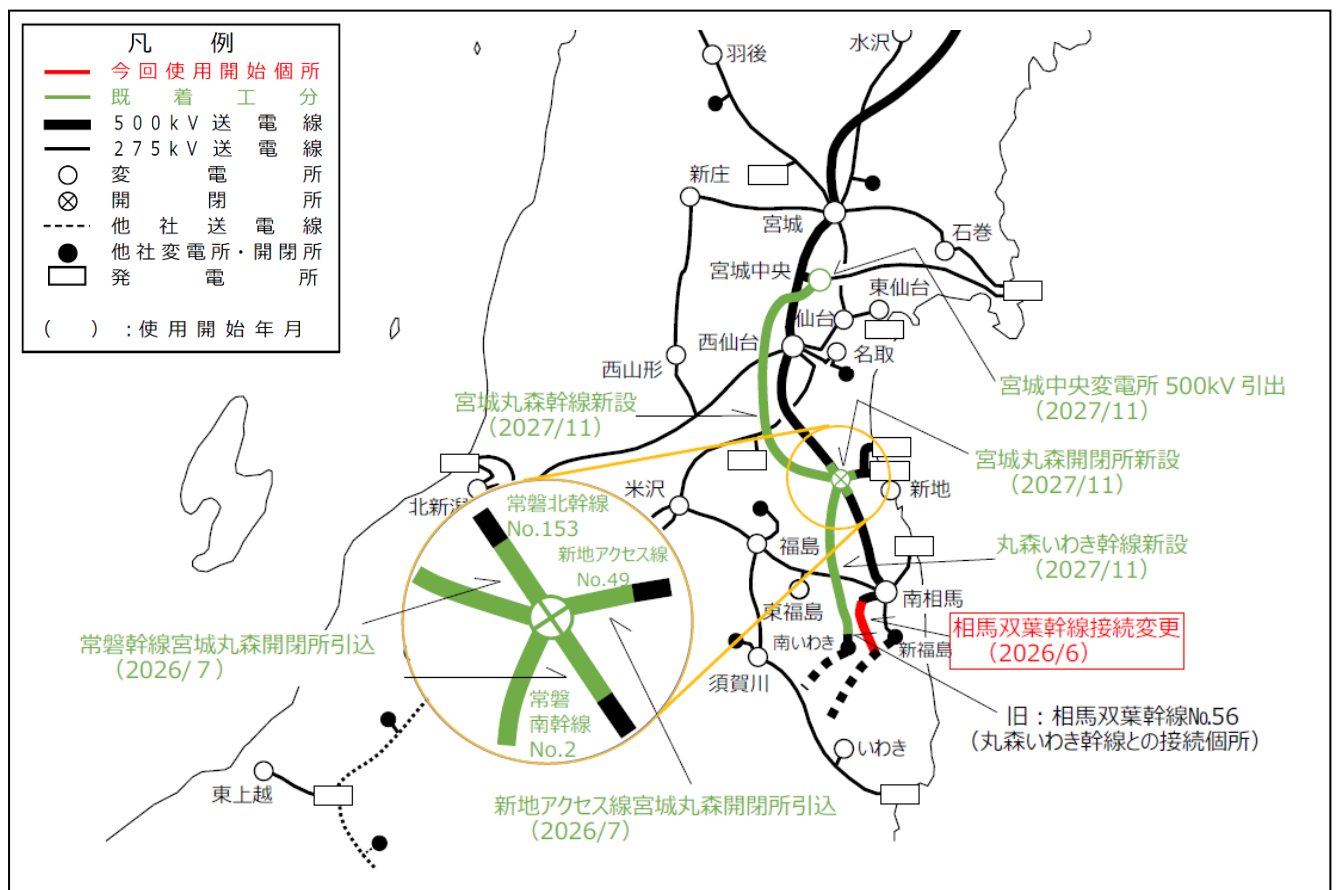 凡例
今回使用開始個所
既着工分
500kV送電線
275kV送電線
変電所
開閉所
他社送電線
他社変電所・開閉所
発電所
( ):使用開始年月
羽後
水沢
新庄
宮城
石巻
宮城中央
東仙台
仙台
西仙台
名取
西山形
宮城中央変電所 500kV 引出
(2027/11)
宮城丸森幹線新設
(2027/11)
宮城丸森開閉所新設
(2027/11)
北新潟
米沢
新地
常磐北幹線
No.153
新地アクセス線
No.49
福島
丸森いわき幹線新設
(2027/11)
東福島
南相馬
相馬双葉幹線接続変更
(2026/6)
南いわき
新福島
常磐幹線宮城丸森開閉所引込
(2026/7)
須賀川
常磐
南幹線
No.2
旧：相馬双葉幹線№56
(丸森いわき幹線との接続個所)
いわき
東上越
新地アクセス線宮城丸森開閉所引込
(2026/7)